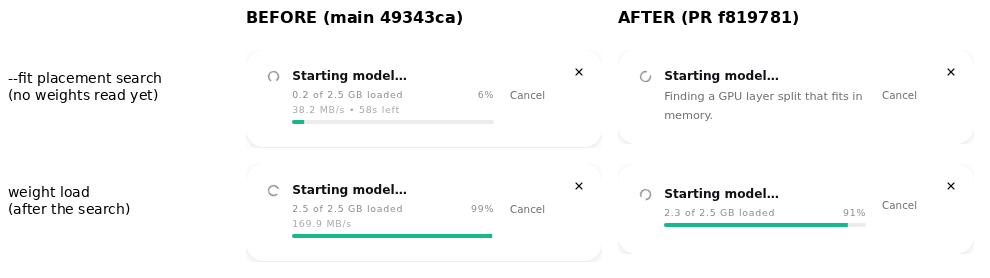 BEFORE (main 49343ca)
AFTER (PR f819781)
--fit placement search
(no weights read yet)
Starting model...
0.2 of 2.5 GB loaded 6%
38.2 MB/s • 58s left
Cancel
×
Starting model...
Finding a GPU layer split that fits in
memory.
Cancel
×
weight load
(after the search)
Starting model...
2.5 of 2.5 GB loaded 99%
169.9 MB/s
Cancel
×
Starting model...
2.3 of 2.5 GB loaded 91%
Cancel
×